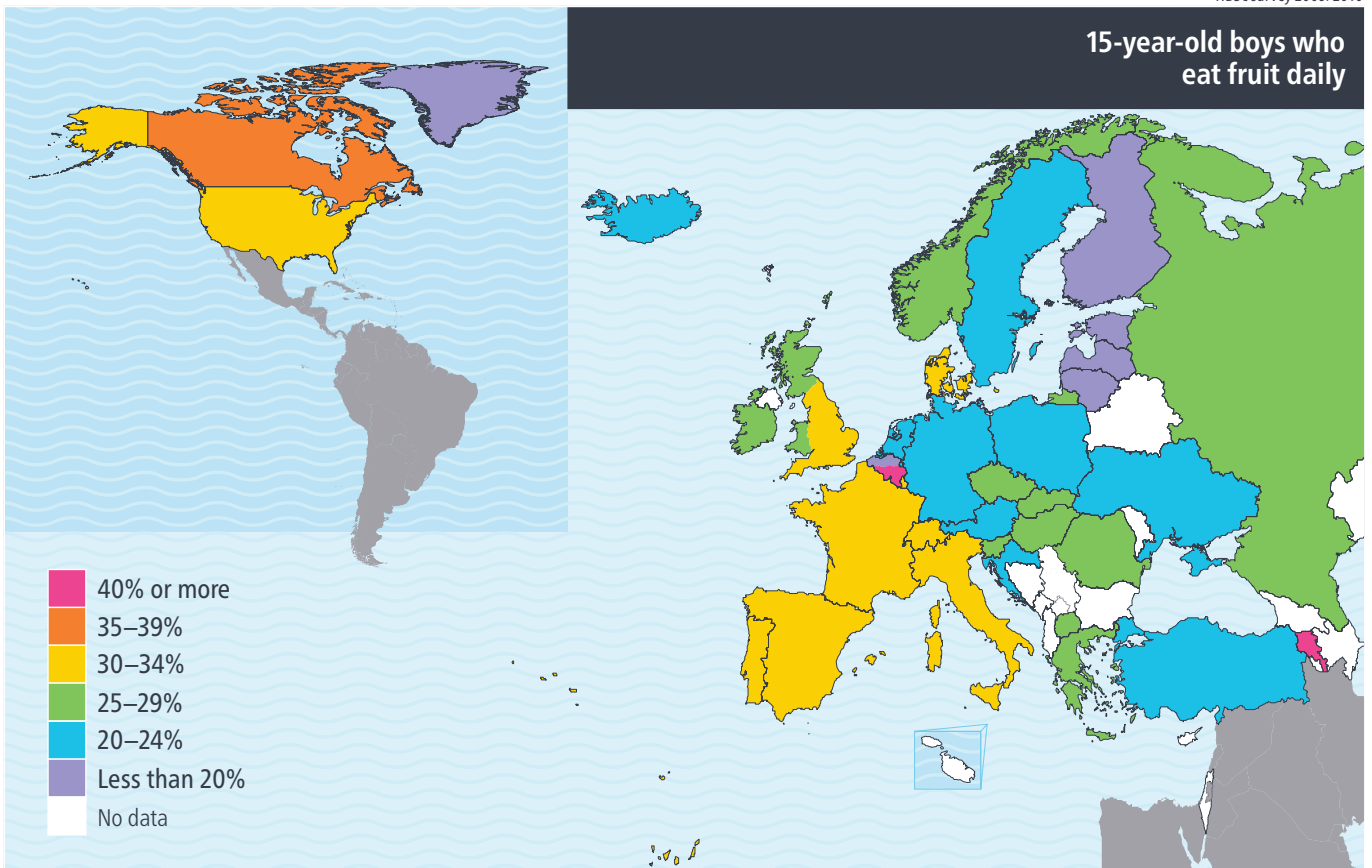 15-year-old boys who
eat fruit daily
40% or more
35–39%
30–34%
25–29%
20–24%
Less than 20%
No data